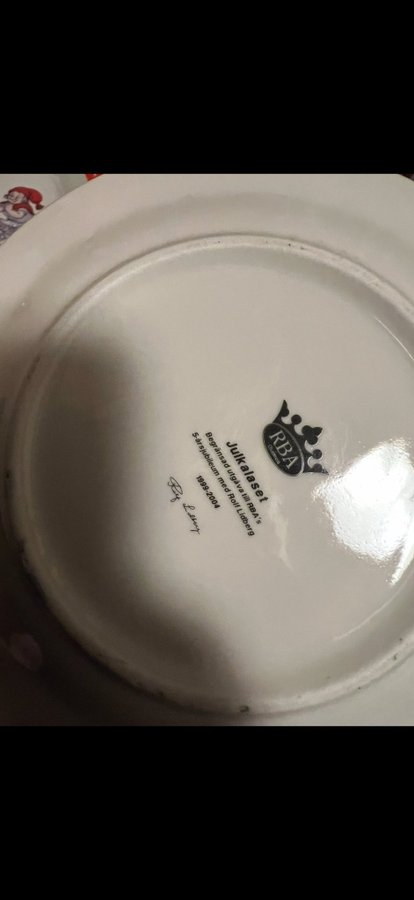 RBA
Julkalaset
Begränsad utgåva till RBA's
5-årsjubileum med Rolf Lidberg
1999-2004